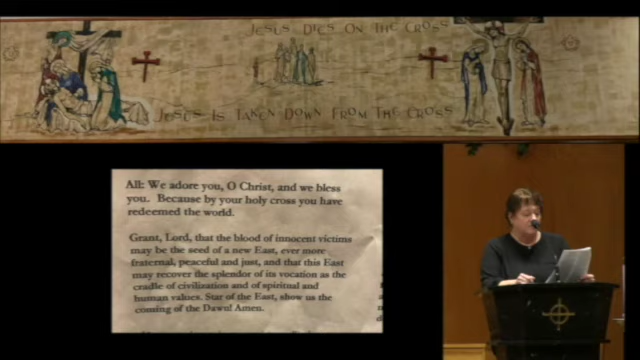 JESUS DIES ON THE CROSS
JESUS IS TAKEN DOWN FROM THE CROSS
All: We adore you, O Christ, and we bless
you. Because by your holy cross you have
redeemed the world.
Grant, Lord, that the blood of innocent victims
may be the seed of a new East, ever more
fraternal, peaceful and just, and that this East
may recover the splendor of its vocation as the
cradle of civilization and of spiritual and
human values. Star of the East, show us the
coming of the Dawn! Amen.